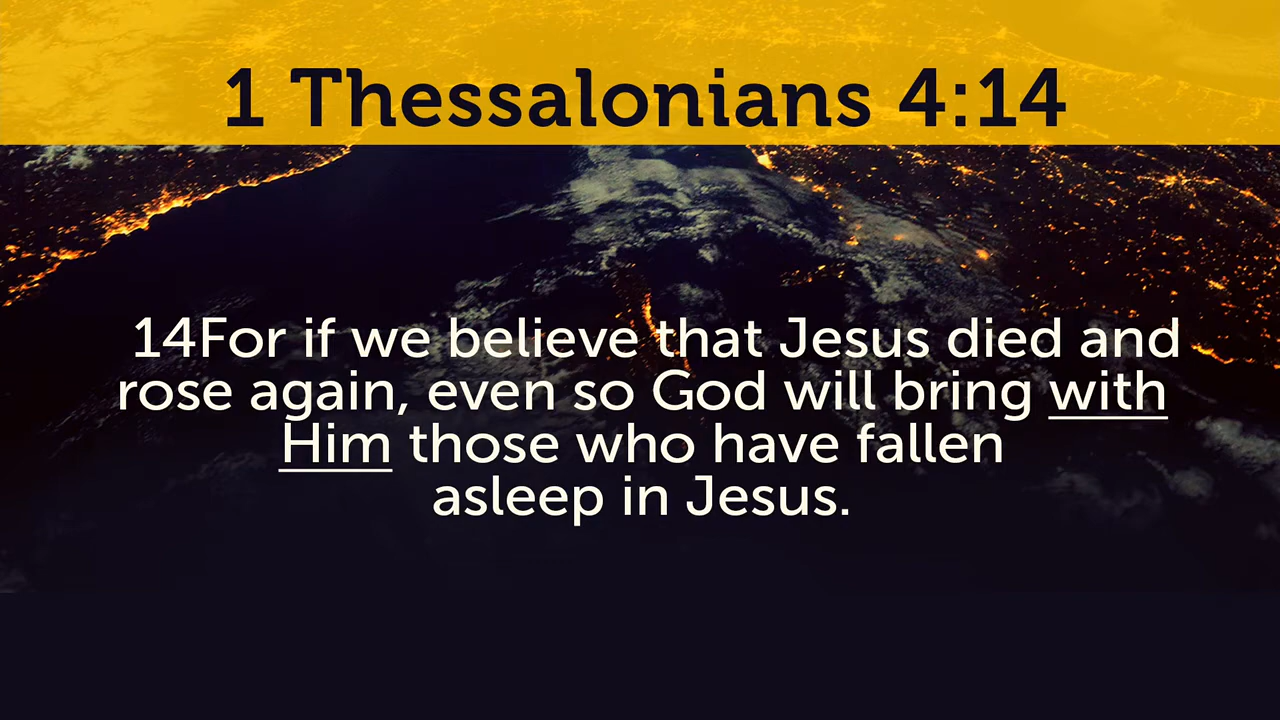 1 Thessalonians 4:14
14For if we believe that Jesus died and
rose again, even so God will bring with
Him those who have fallen
asleep in Jesus.